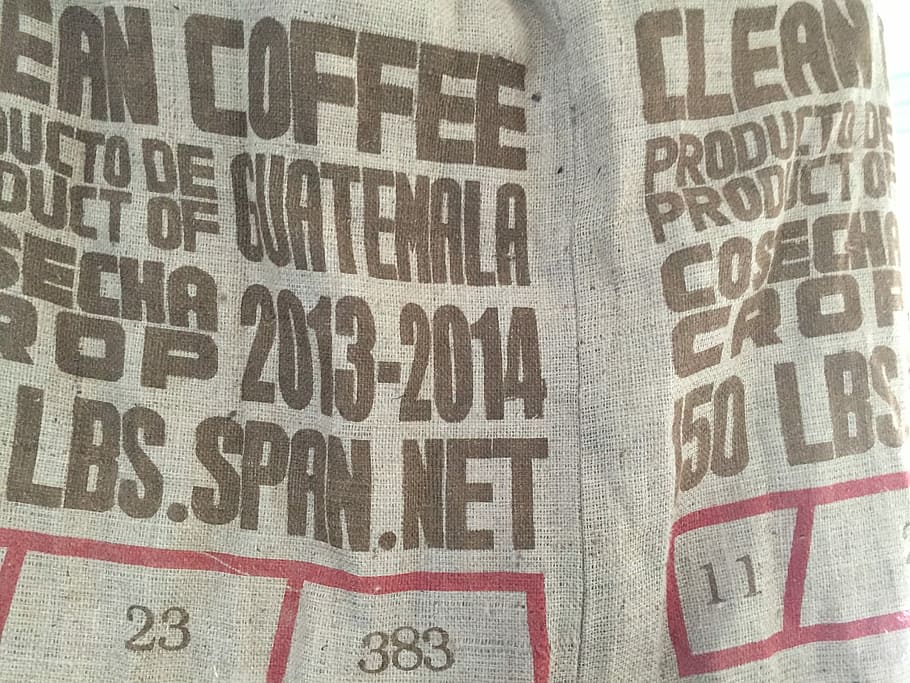 EAN COFFEE
DUCTO DE
DUCT OF
GUATEMALA
SECHA
ROP
2013-2014
LBS.SPAN.NET
23
383
CLEAN
PRODUCTO DE
PRODUCT OF
COSECHA
CROP
150 LBS.
11